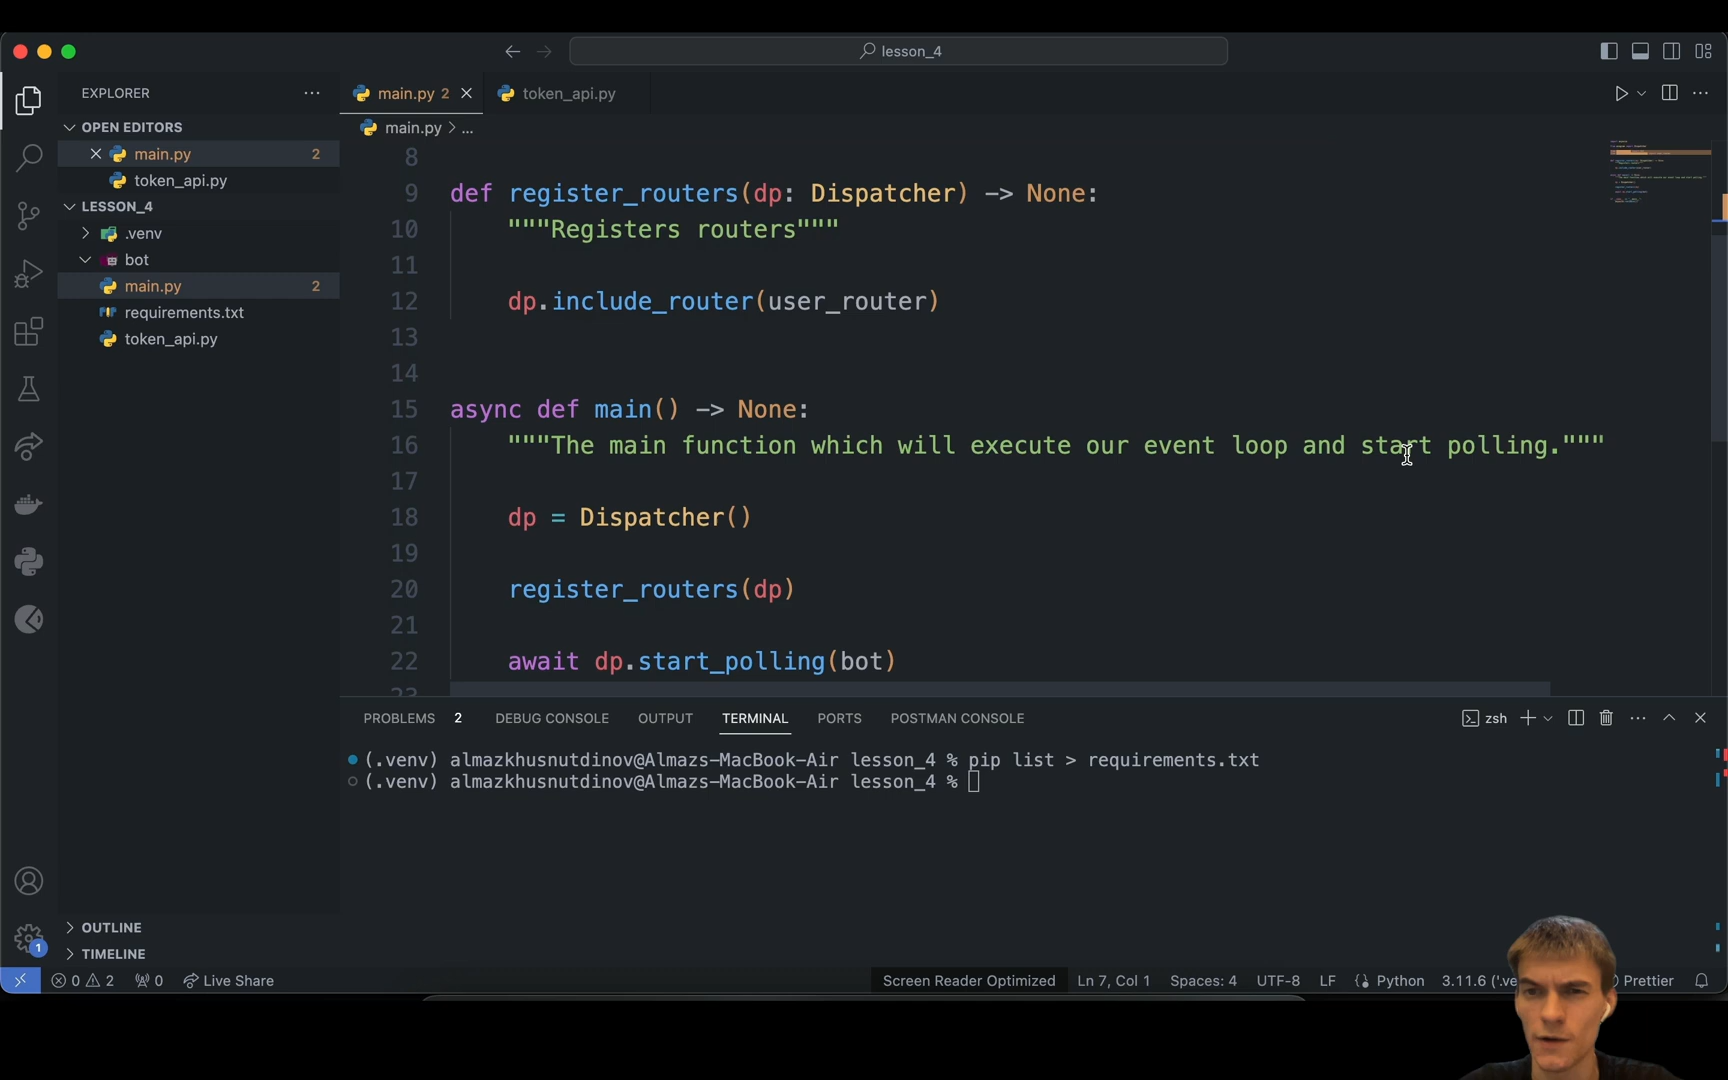 lesson_4
EXPLORER
main.py 2
token_api.py
OPEN EDITORS
main.py > ...
main.py 2
token_api.py
LESSON_4
.venv
bot
main.py 2
requirements.txt
token_api.py
OUTLINE
TIMELINE
8
9 def register_routers(dp: Dispatcher) -> None:
10 """Registers routers"""
11
12 dp.include_router(user_router)
13
14
15 async def main() -> None:
16 """The main function which will execute our event loop and start polling."""
17
18 dp = Dispatcher()
19
20 register_routers(dp)
21
22 await dp.start_polling(bot)
23
PROBLEMS 2 DEBUG CONSOLE OUTPUT TERMINAL PORTS POSTMAN CONSOLE zsh
(.venv) almazkhusnutdinov@Almazs-MacBook-Air lesson_4 % pip list > requirements.txt
(.venv) almazkhusnutdinov@Almazs-MacBook-Air lesson_4 %
1
0 2 0 Live Share Screen Reader Optimized Ln 7, Col 1 Spaces: 4 UTF-8 LF Python 3.11.6 ('.ve Prettier